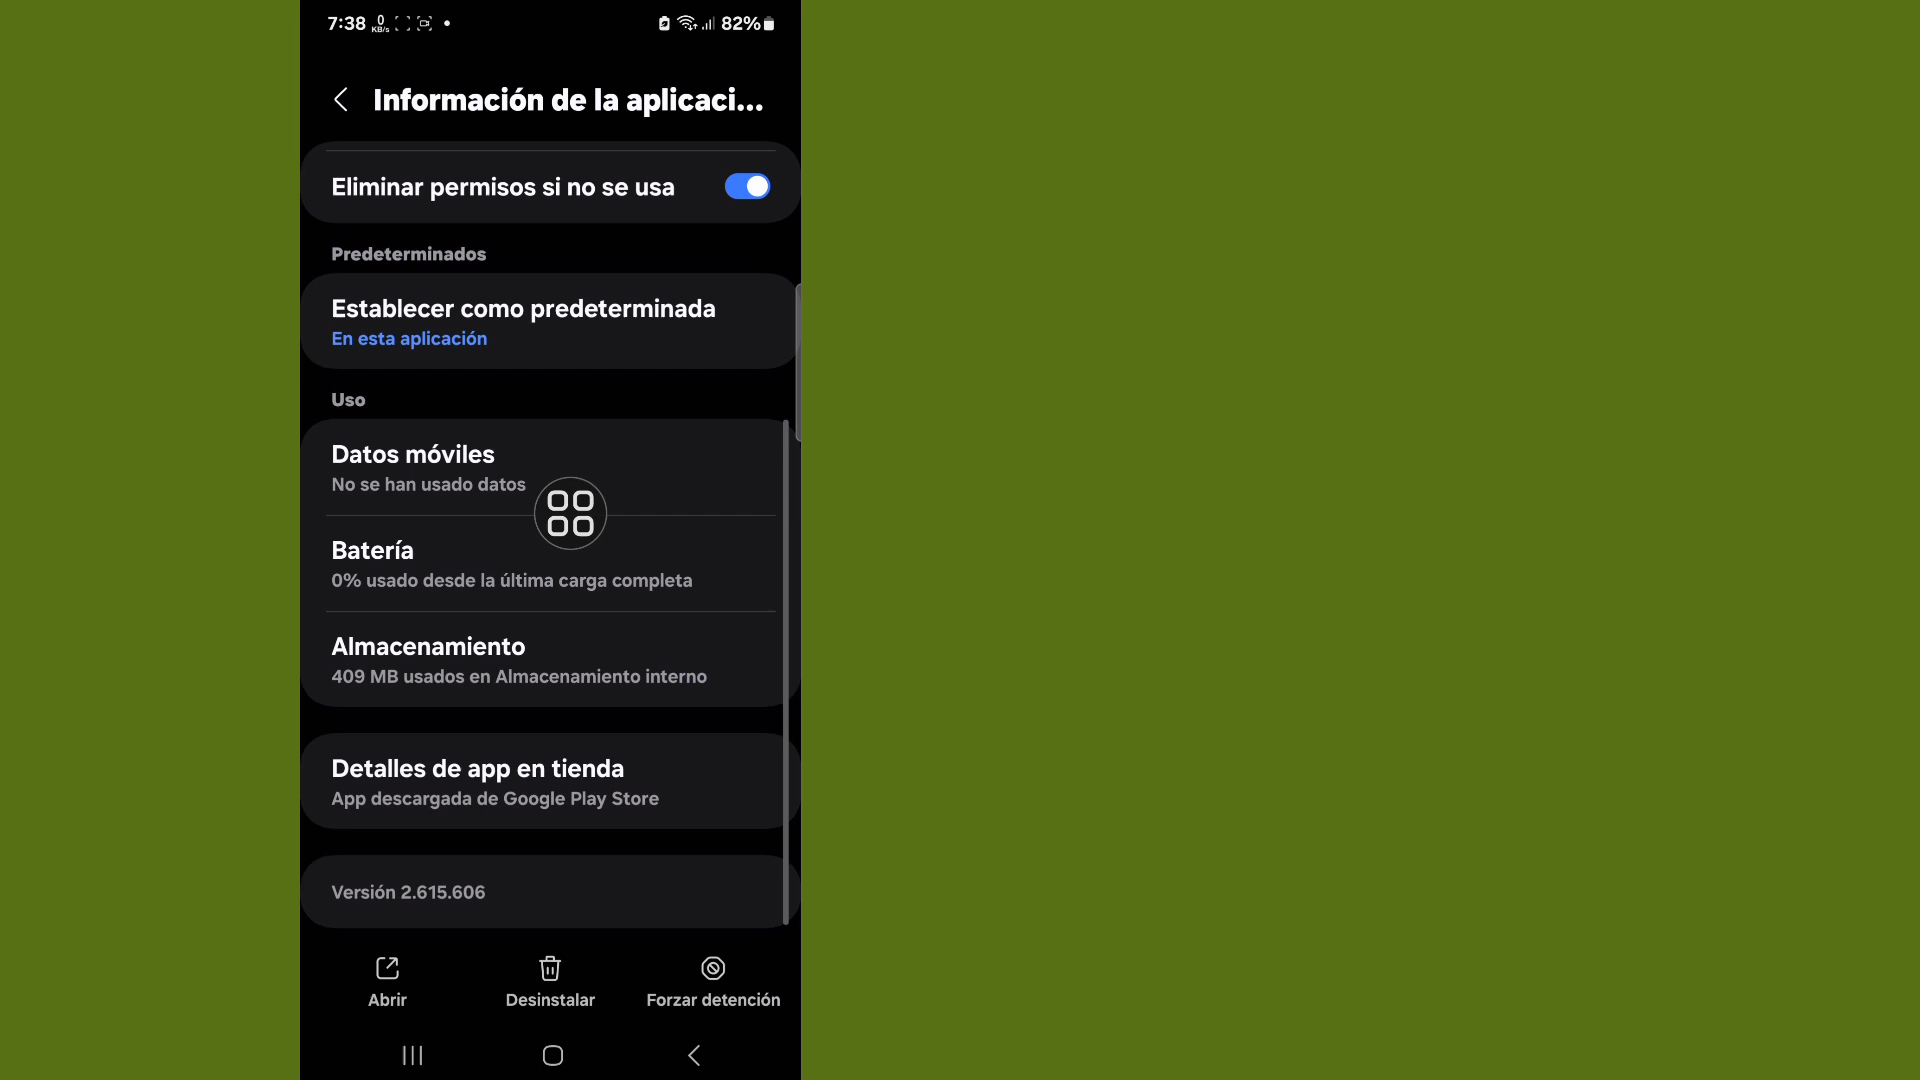 7:38 0 KB/s 82%
Información de la aplicaci...
Eliminar permisos si no se usa
Predeterminados
Establecer como predeterminada
En esta aplicación
Uso
Datos móviles
No se han usado datos
Batería
0% usado desde la última carga completa
Almacenamiento
409 MB usados en Almacenamiento interno
Detalles de app en tienda
App descargada de Google Play Store
Versión 2.615.606
Abrir Desinstalar Forzar detención